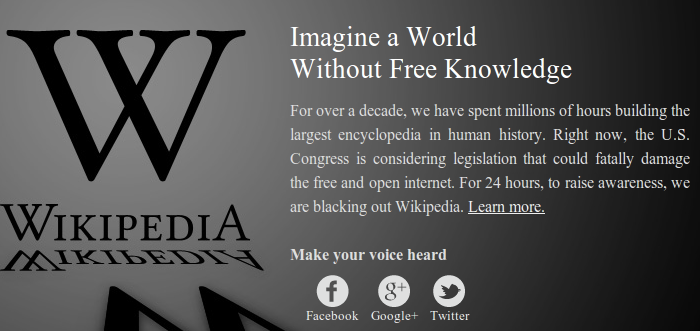 W
WIKIPEDIA
Imagine a World
Without Free Knowledge
For over a decade, we have spent millions of hours building the
largest encyclopedia in human history. Right now, the U.S.
Congress is considering legislation that could fatally damage
the free and open internet. For 24 hours, to raise awareness, we
are blacking out Wikipedia. Learn more.
Make your voice heard
f g+
Facebook Google+ Twitter